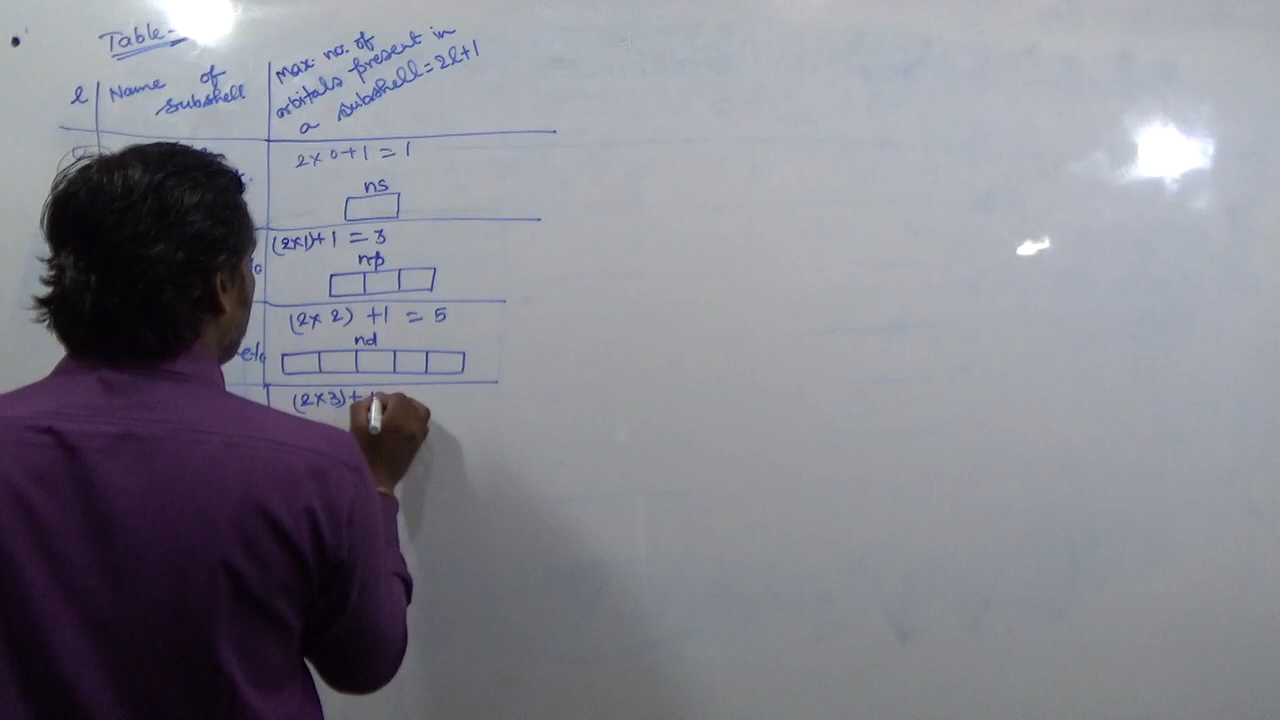 Table-
l
Name of
subshell
Max. no. of
orbitals present in
a subshell = 2l+1
2×0+1 = 1
ns
(2×1)+1 = 3
np
(2×2) +1 = 5
nd
(2×3)+